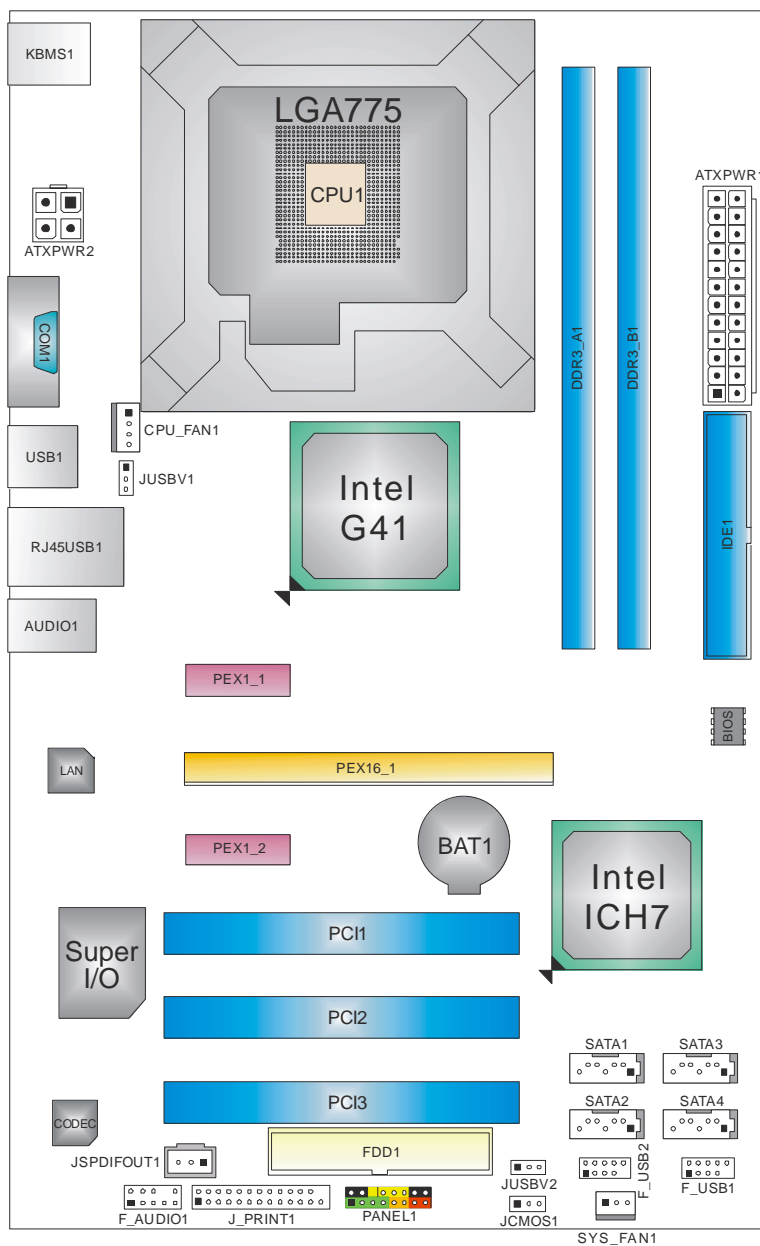 KBMS1
LGA775
CPU1
ATXPWR1
ATXPWR2
COM1
DDR3_A1
DDR3_B1
CPU_FAN1
USB1
JUSBV1
Intel
G41
IDE1
RJ45USB1
AUDIO1
PEX1_1
BIOS
LAN
PEX16_1
PEX1_2
BAT1
Intel
ICH7
PCI1
Super
I/O
PCI2
SATA1
SATA3
PCI3
SATA2
SATA4
CODEC
FDD1
JSPDIFOUT1
JUSBV2
F_USB2
F_USB1
F_AUDIO1
J_PRINT1
PANEL1
JCMOS1
SYS_FAN1